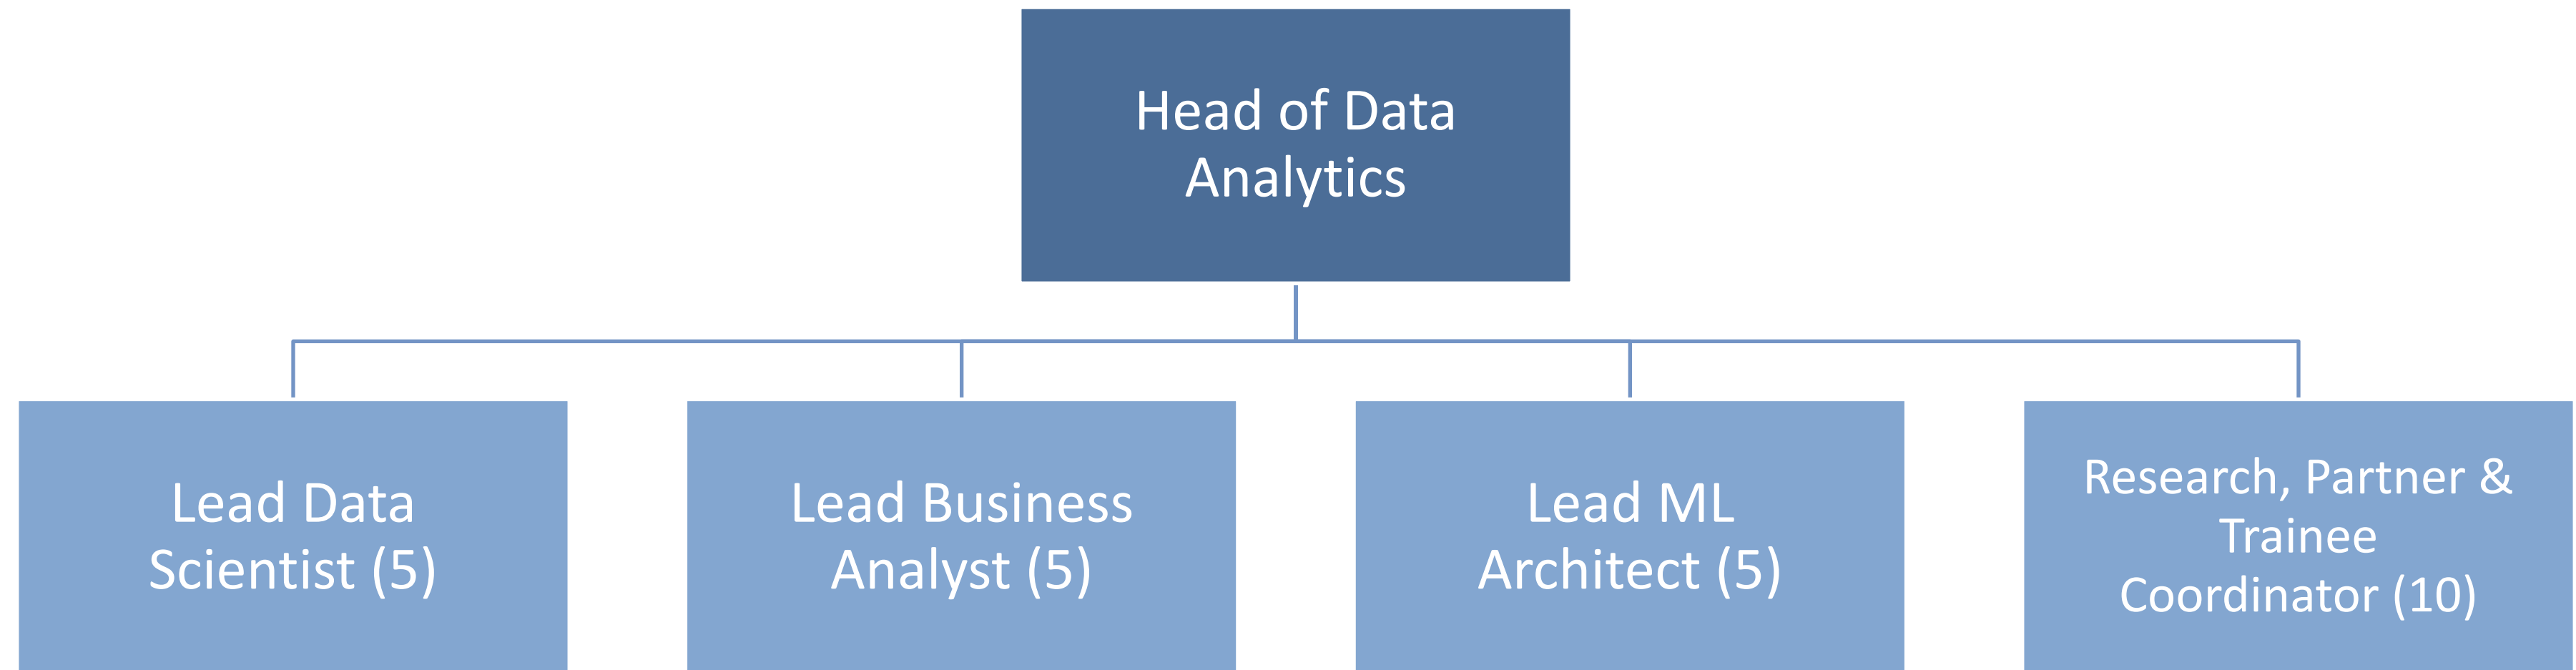 Head of Data
Analytics
Lead Data
Scientist (5)
Lead Business
Analyst (5)
Lead ML
Architect (5)
Research, Partner &
Trainee
Coordinator (10)